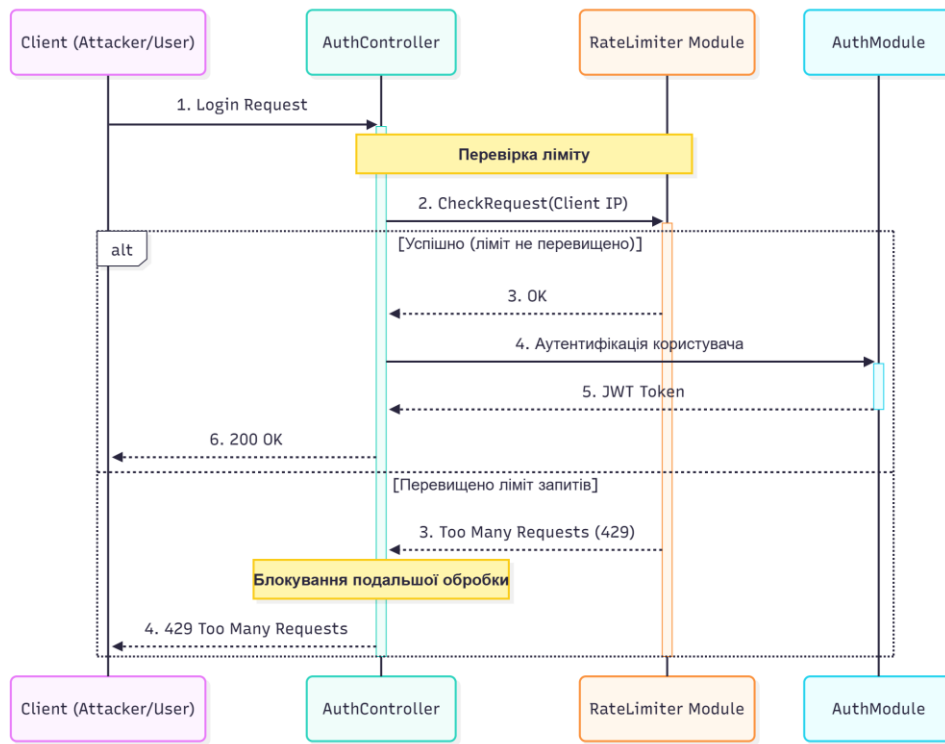 Client (Attacker/User)
AuthController
RateLimiter Module
AuthModule
1. Login Request
Перевірка ліміту
2. CheckRequest(Client IP)
alt
[Успішно (ліміт не перевищено)]
3. OK
4. Аутентифікація користувача
5. JWT Token
6. 200 OK
[Перевищено ліміт запитів]
3. Too Many Requests (429)
Блокування подальшої обробки
4. 429 Too Many Requests
Client (Attacker/User)
AuthController
RateLimiter Module
AuthModule